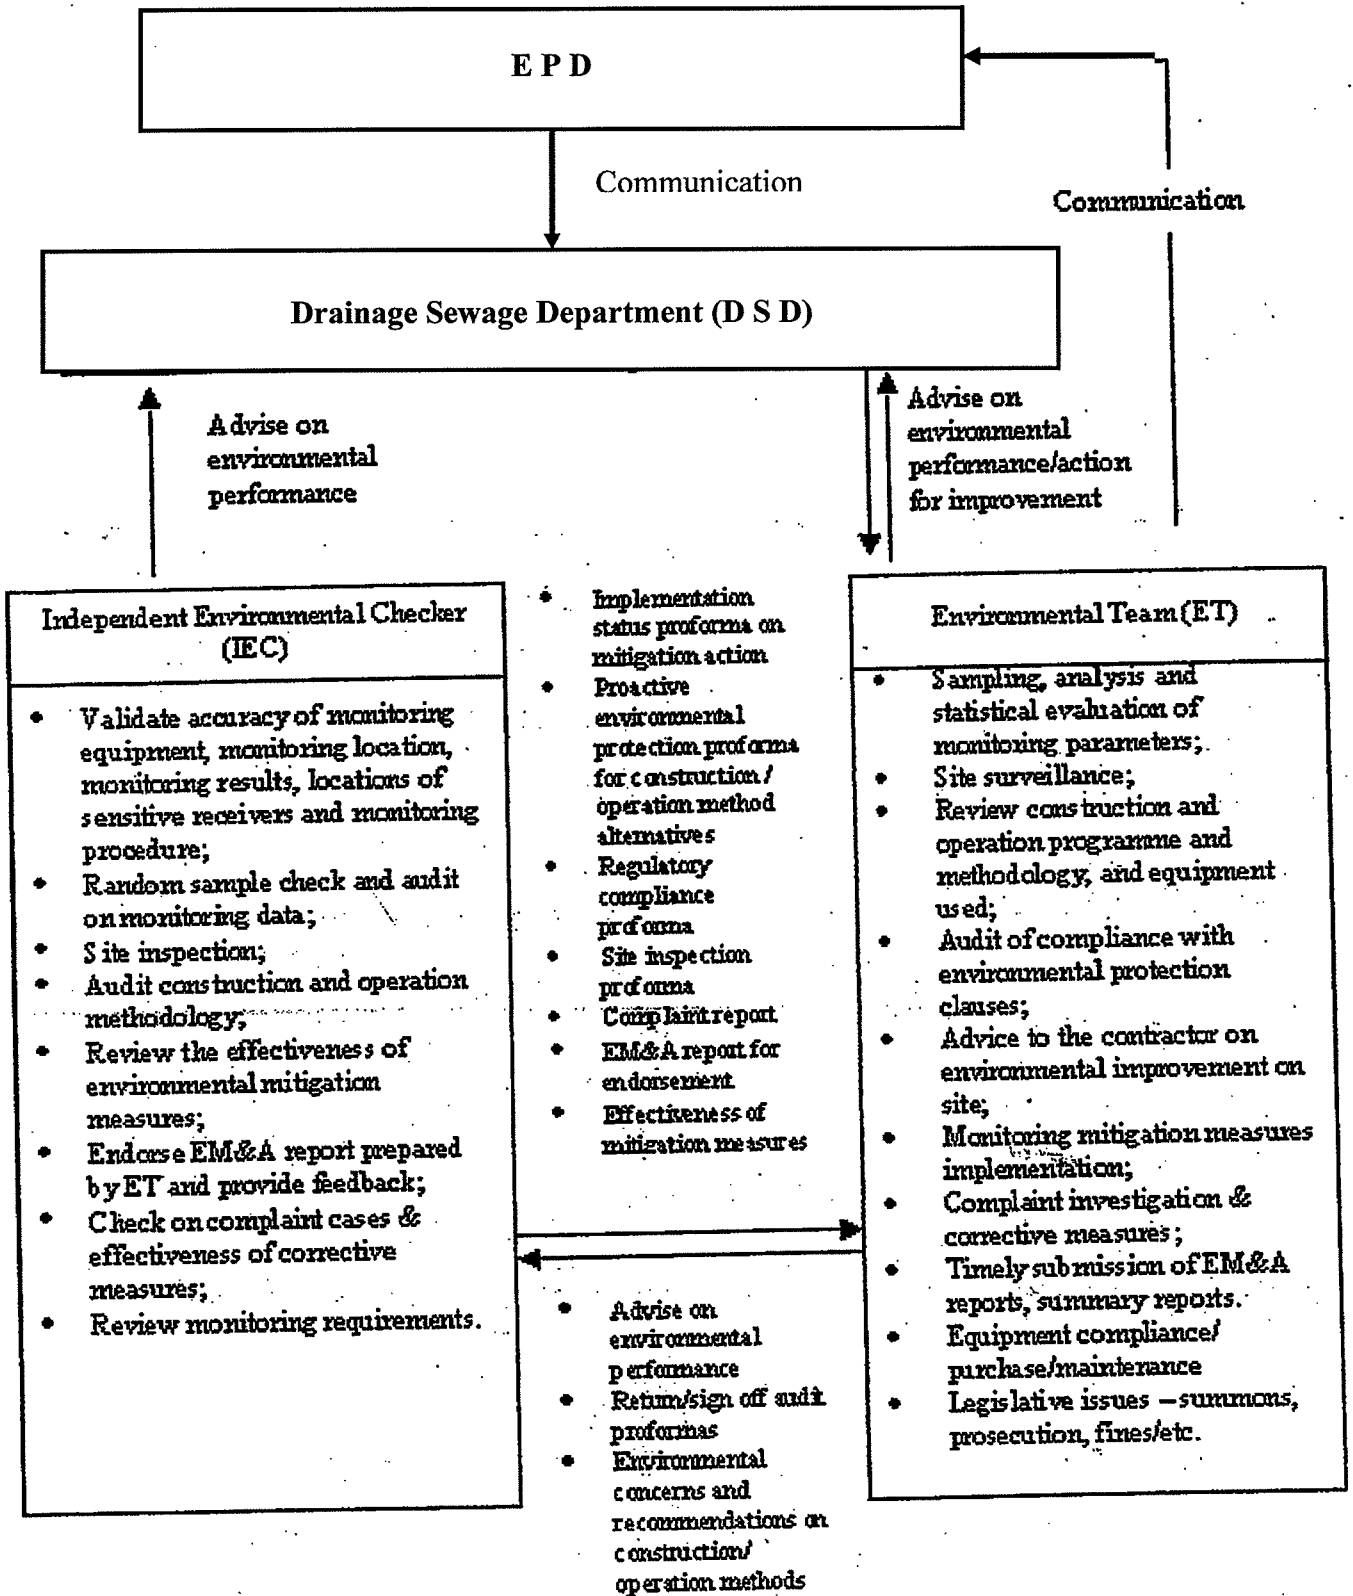 E P D
Communication
Communication
Drainage Sewage Department (D S D)
Advise on
environmental
performance
Advise on
environmental
performance/action
for improvement
Independent Environmental Checker
(IEC)
• Validate accuracy of monitoring
equipment, monitoring location,
monitoring results, locations of
sensitive receivers and monitoring
procedure;
• Random sample check and audit
on monitoring data;
• Site inspection;
• Audit construction and operation
methodology;
• Review the effectiveness of
environmental mitigation
measures;
• Endorse EM&A report prepared
by ET and provide feedback;
• Check on complaint cases &
effectiveness of corrective
measures;
• Review monitoring requirements.
• Implementation
status proforma on
mitigation action
• Proactive
environmental
protection proforma
for construction/
operation method
alternatives
• Regulatory
compliance
proforma
• Site inspection
proforma
• Complaint report
• EM&A report for
endorsement
• Effectiveness of
mitigation measures
• Advise on
environmental
performance
• Return/sign off audit
proformas
• Environmental
concerns and
recommendations on
construction/
operation methods
Environmental Team (ET)
• Sampling, analysis and
statistical evaluation of
monitoring parameters;
• Site surveillance;
• Review construction and
operation programme and
methodology, and equipment
used;
• Audit of compliance with
environmental protection
clauses;
• Advice to the contractor on
environmental improvement on
site;
• Monitoring mitigation measures
implementation;
• Complaint investigation &
corrective measures;
• Timely submission of EM&A
reports, summary reports.
• Equipment compliance/
purchase/maintenance
• Legislative issues – summons,
prosecution, fines/etc.